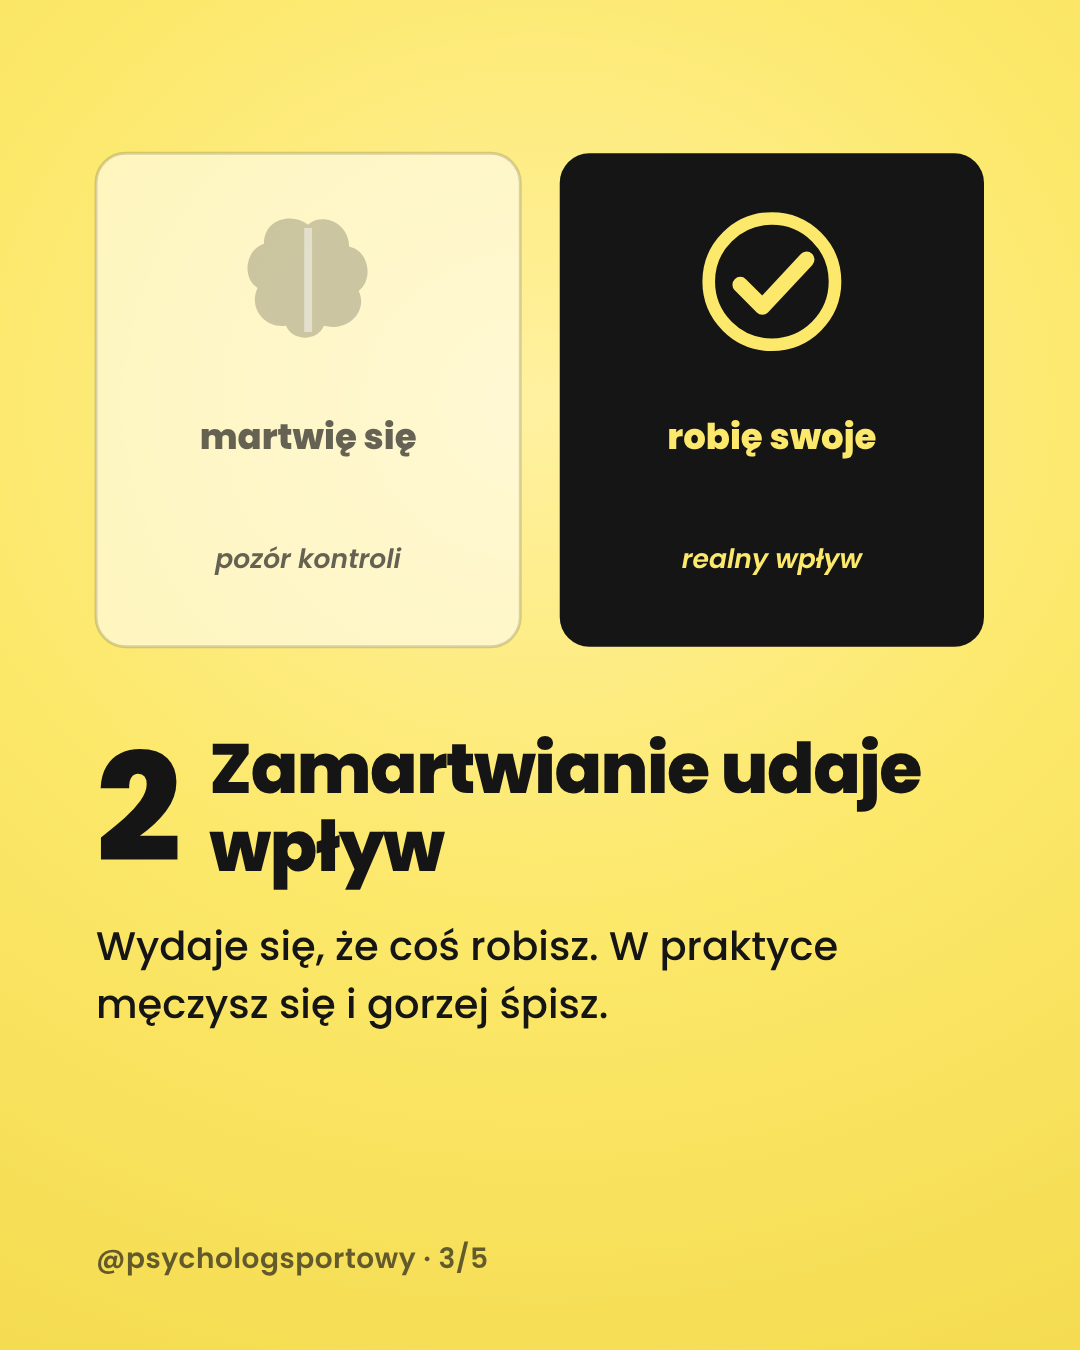 martwię się
pozór kontroli
robię swoje
realny wpływ
2
Zamartwianie udaje
wpływ
Wydaje się, że coś robisz. W praktyce
męczysz się i gorzej śpisz.
@psychologsportowy · 3/5